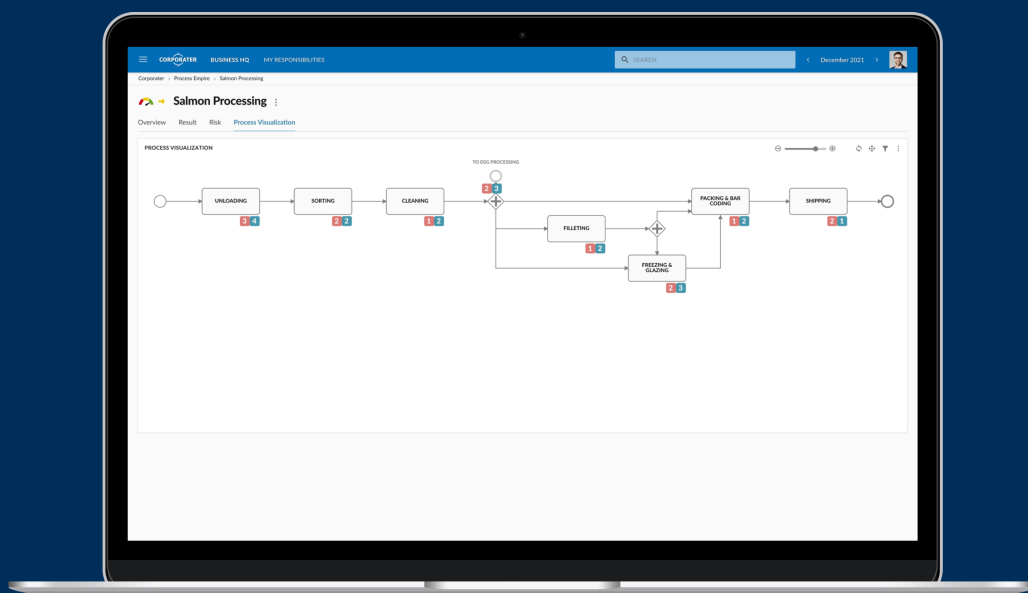 CORPORATER BUSINESS HQ MY RESPONSIBILITIES SEARCH December 2021
Corporater > Process Empire > Salmon Processing
Salmon Processing
Overview Result Risk Process Visualization
PROCESS VISUALIZATION
TO EGG PROCESSING
2 3
UNLOADING
3 4
SORTING
2 2
CLEANING
1 2
FILLETING
1 2
FREEZING &
GLAZING
2 3
PACKING & BAR
CODING
1 2
SHIPPING
2 1